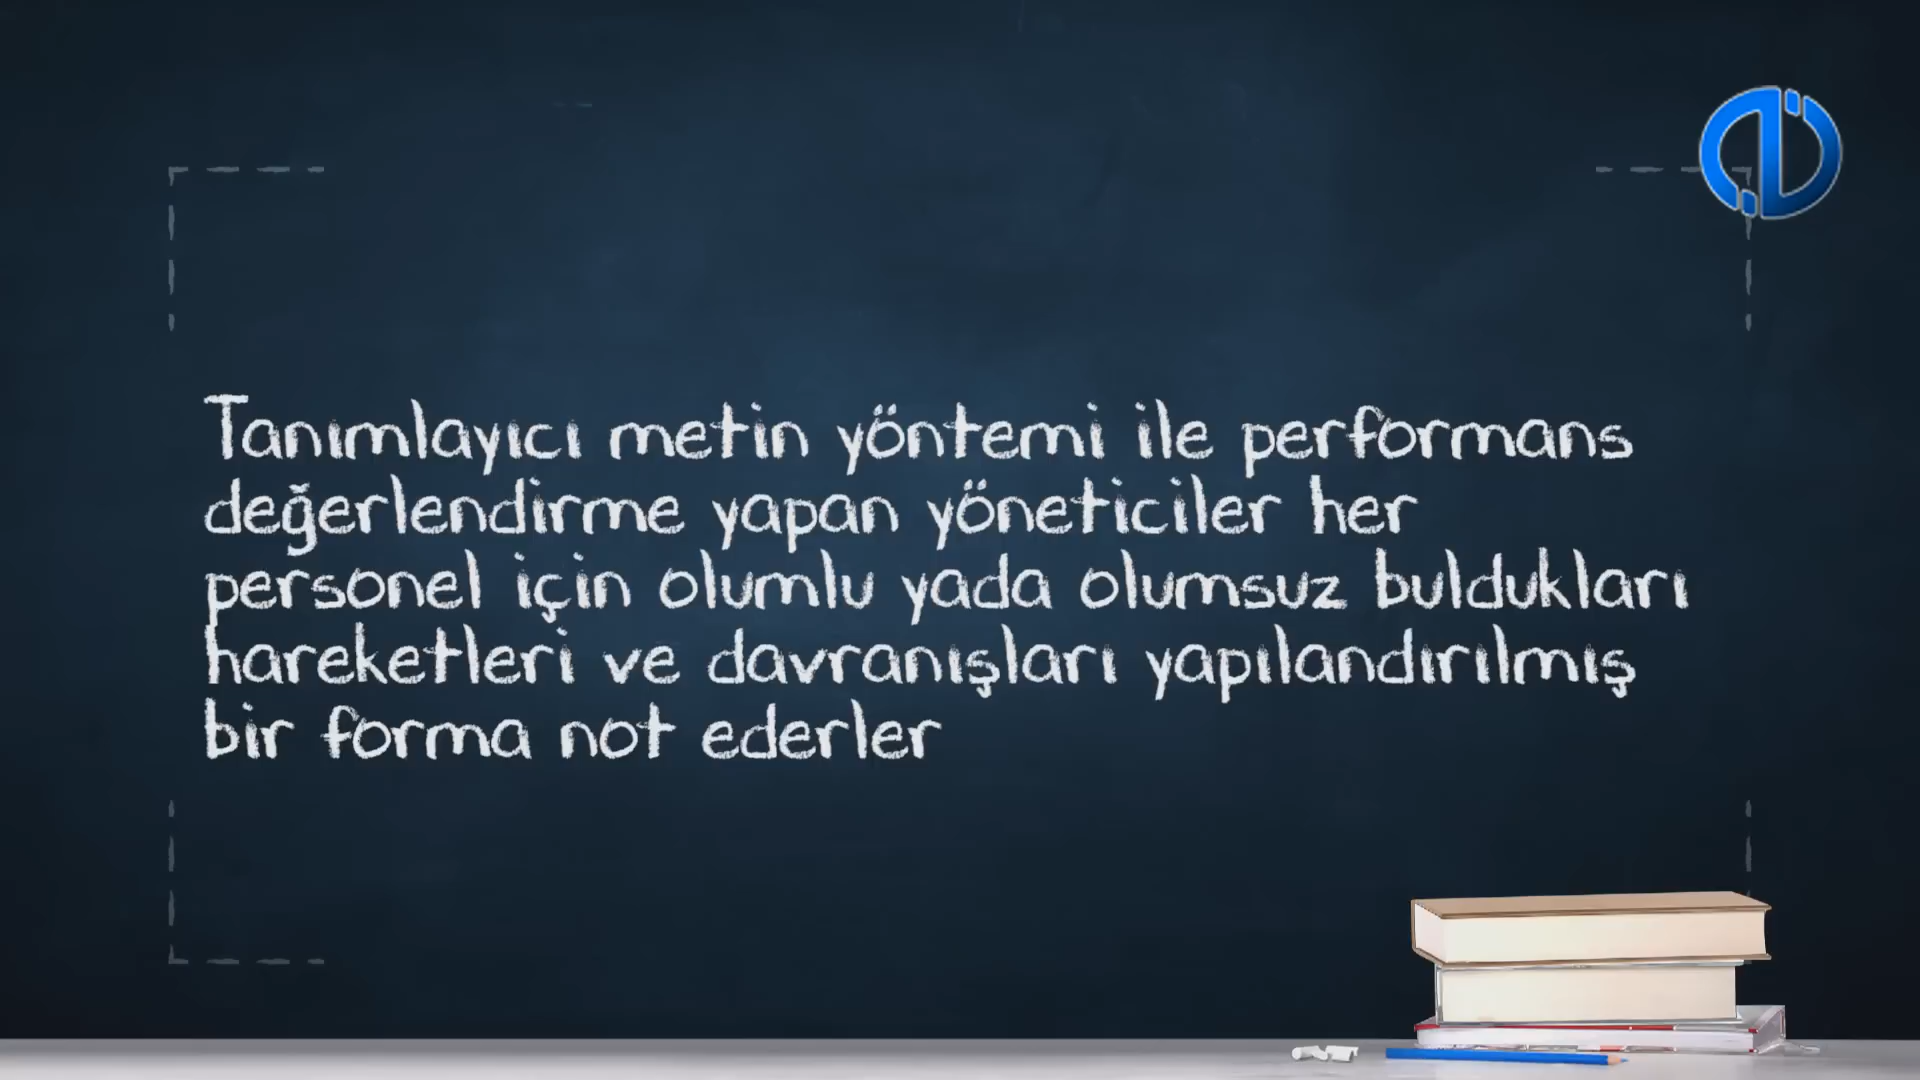 Tanımlayıcı metin yöntemi ile performans
değerlendirme yapan yöneticiler her
personel için olumlu yada olumsuz buldukları
hareketleri ve davranışları yapılandırılmış
bir forma not ederler